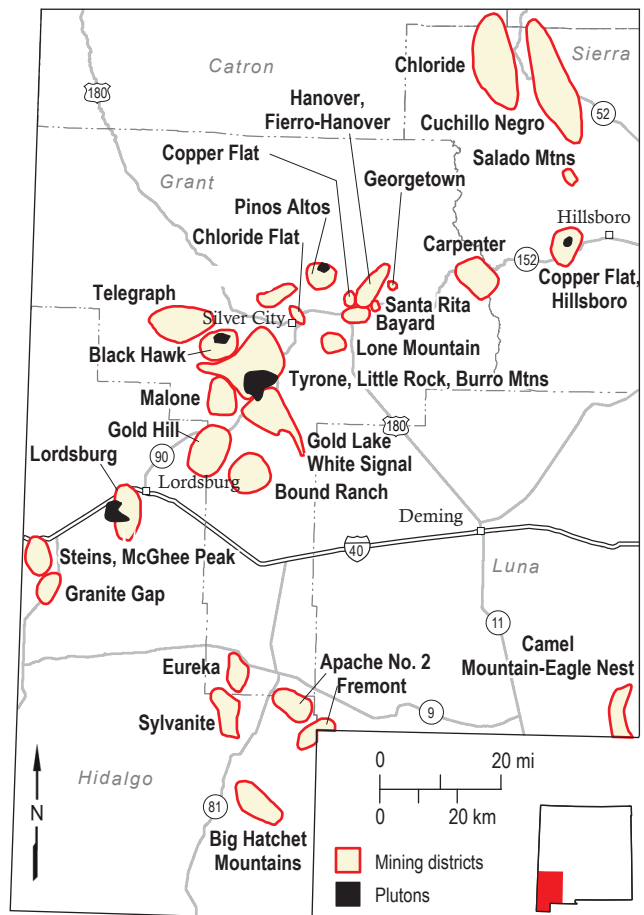 Catron
Sierra
Chloride
180
Hanover,
Fierro-Hanover
Cuchillo Negro
52
Copper Flat
Salado Mtns
Grant
Georgetown
Pinos Altos
Hillsboro
Chloride Flat
Carpenter
152
Copper Flat,
Hillsboro
Telegraph
Santa Rita
Silver City
Bayard
Black Hawk
Lone Mountain
Tyrone, Little Rock, Burro Mtns
Malone
Gold Hill
180
Gold Lake
White Signal
90
Lordsburg
Lordsburg
Bound Ranch
Deming
Steins, McGhee Peak
40
Luna
Granite Gap
11
Camel
Mountain-Eagle Nest
Eureka
Apache No. 2
Fremont
Sylvanite
9
Hidalgo
N
81
Big Hatchet
Mountains
0 20 mi
0 20 km
Mining districts
Plutons